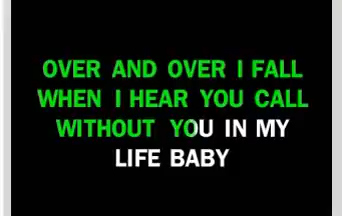 OVER AND OVER I FALL
WHEN I HEAR YOU CALL
WITHOUT YOU IN MY
LIFE BABY